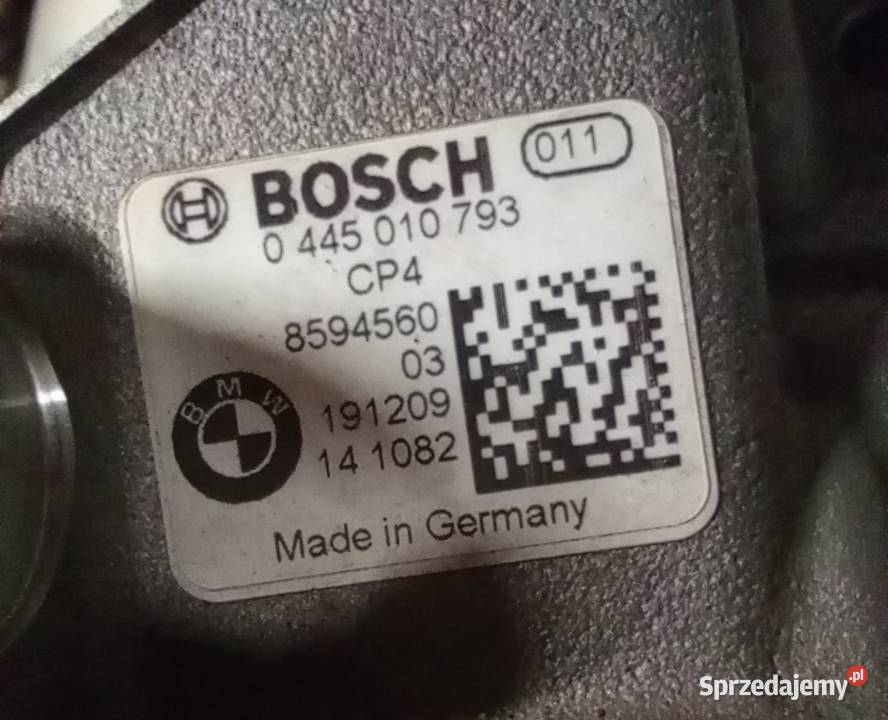 BOSCH 011
0 445 010 793
CP4
8594560
03
BMW
191209
14 1082
Made in Germany
Sprzedajemy.pl